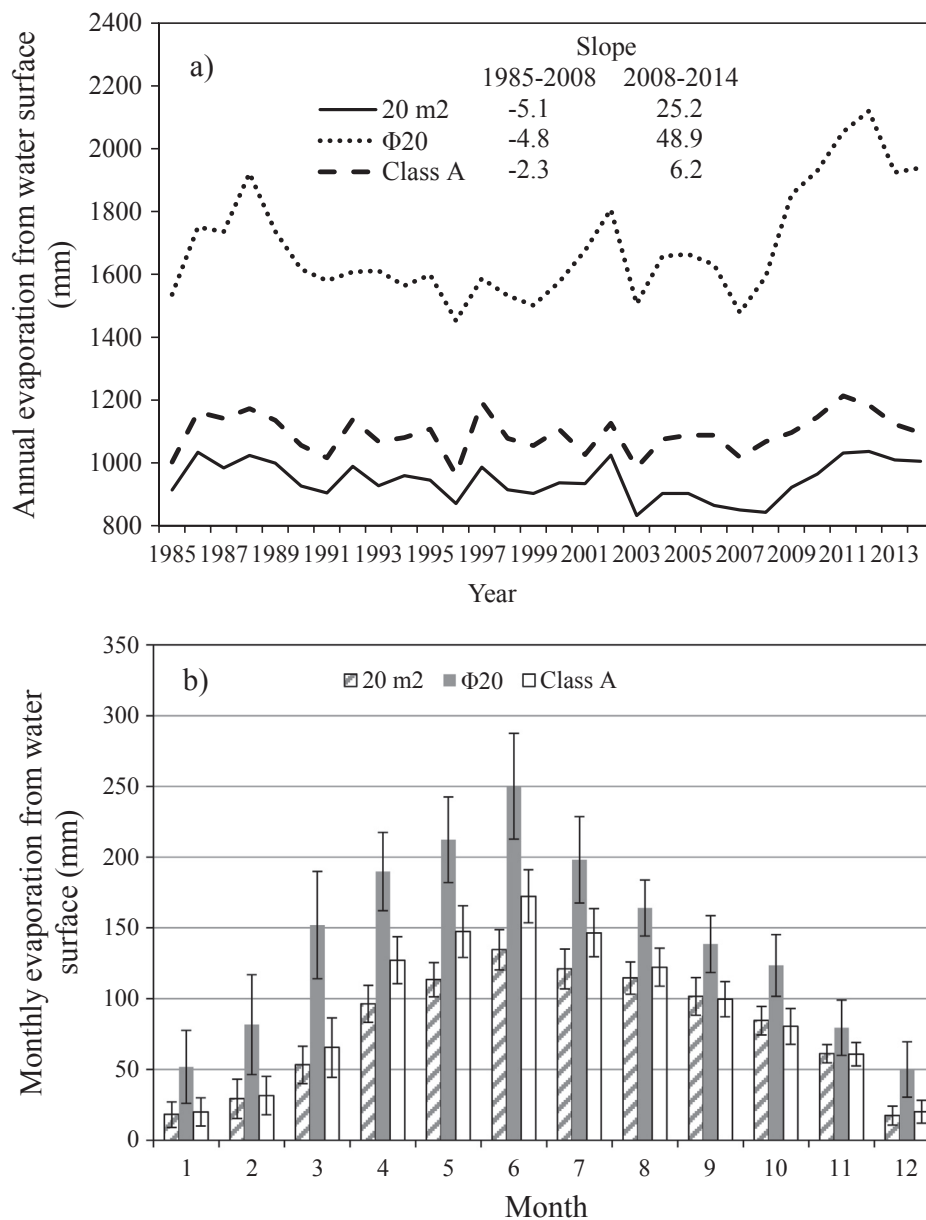 a)
Slope
1985-2008 2008-2014
20 m2 -5.1 25.2
Φ20 -4.8 48.9
Class A -2.3 6.2
2400
2200
2000
1800
1600
1400
1200
1000
800
Annual evaporation from water surface
(mm)
1985 1987 1989 1991 1993 1995 1997 1999 2001 2003 2005 2007 2009 2011 2013
Year
b)
20 m2 Φ20 Class A
350
300
250
200
150
100
50
0
Monthly evaporation from water
surface (mm)
1 2 3 4 5 6 7 8 9 10 11 12
Month